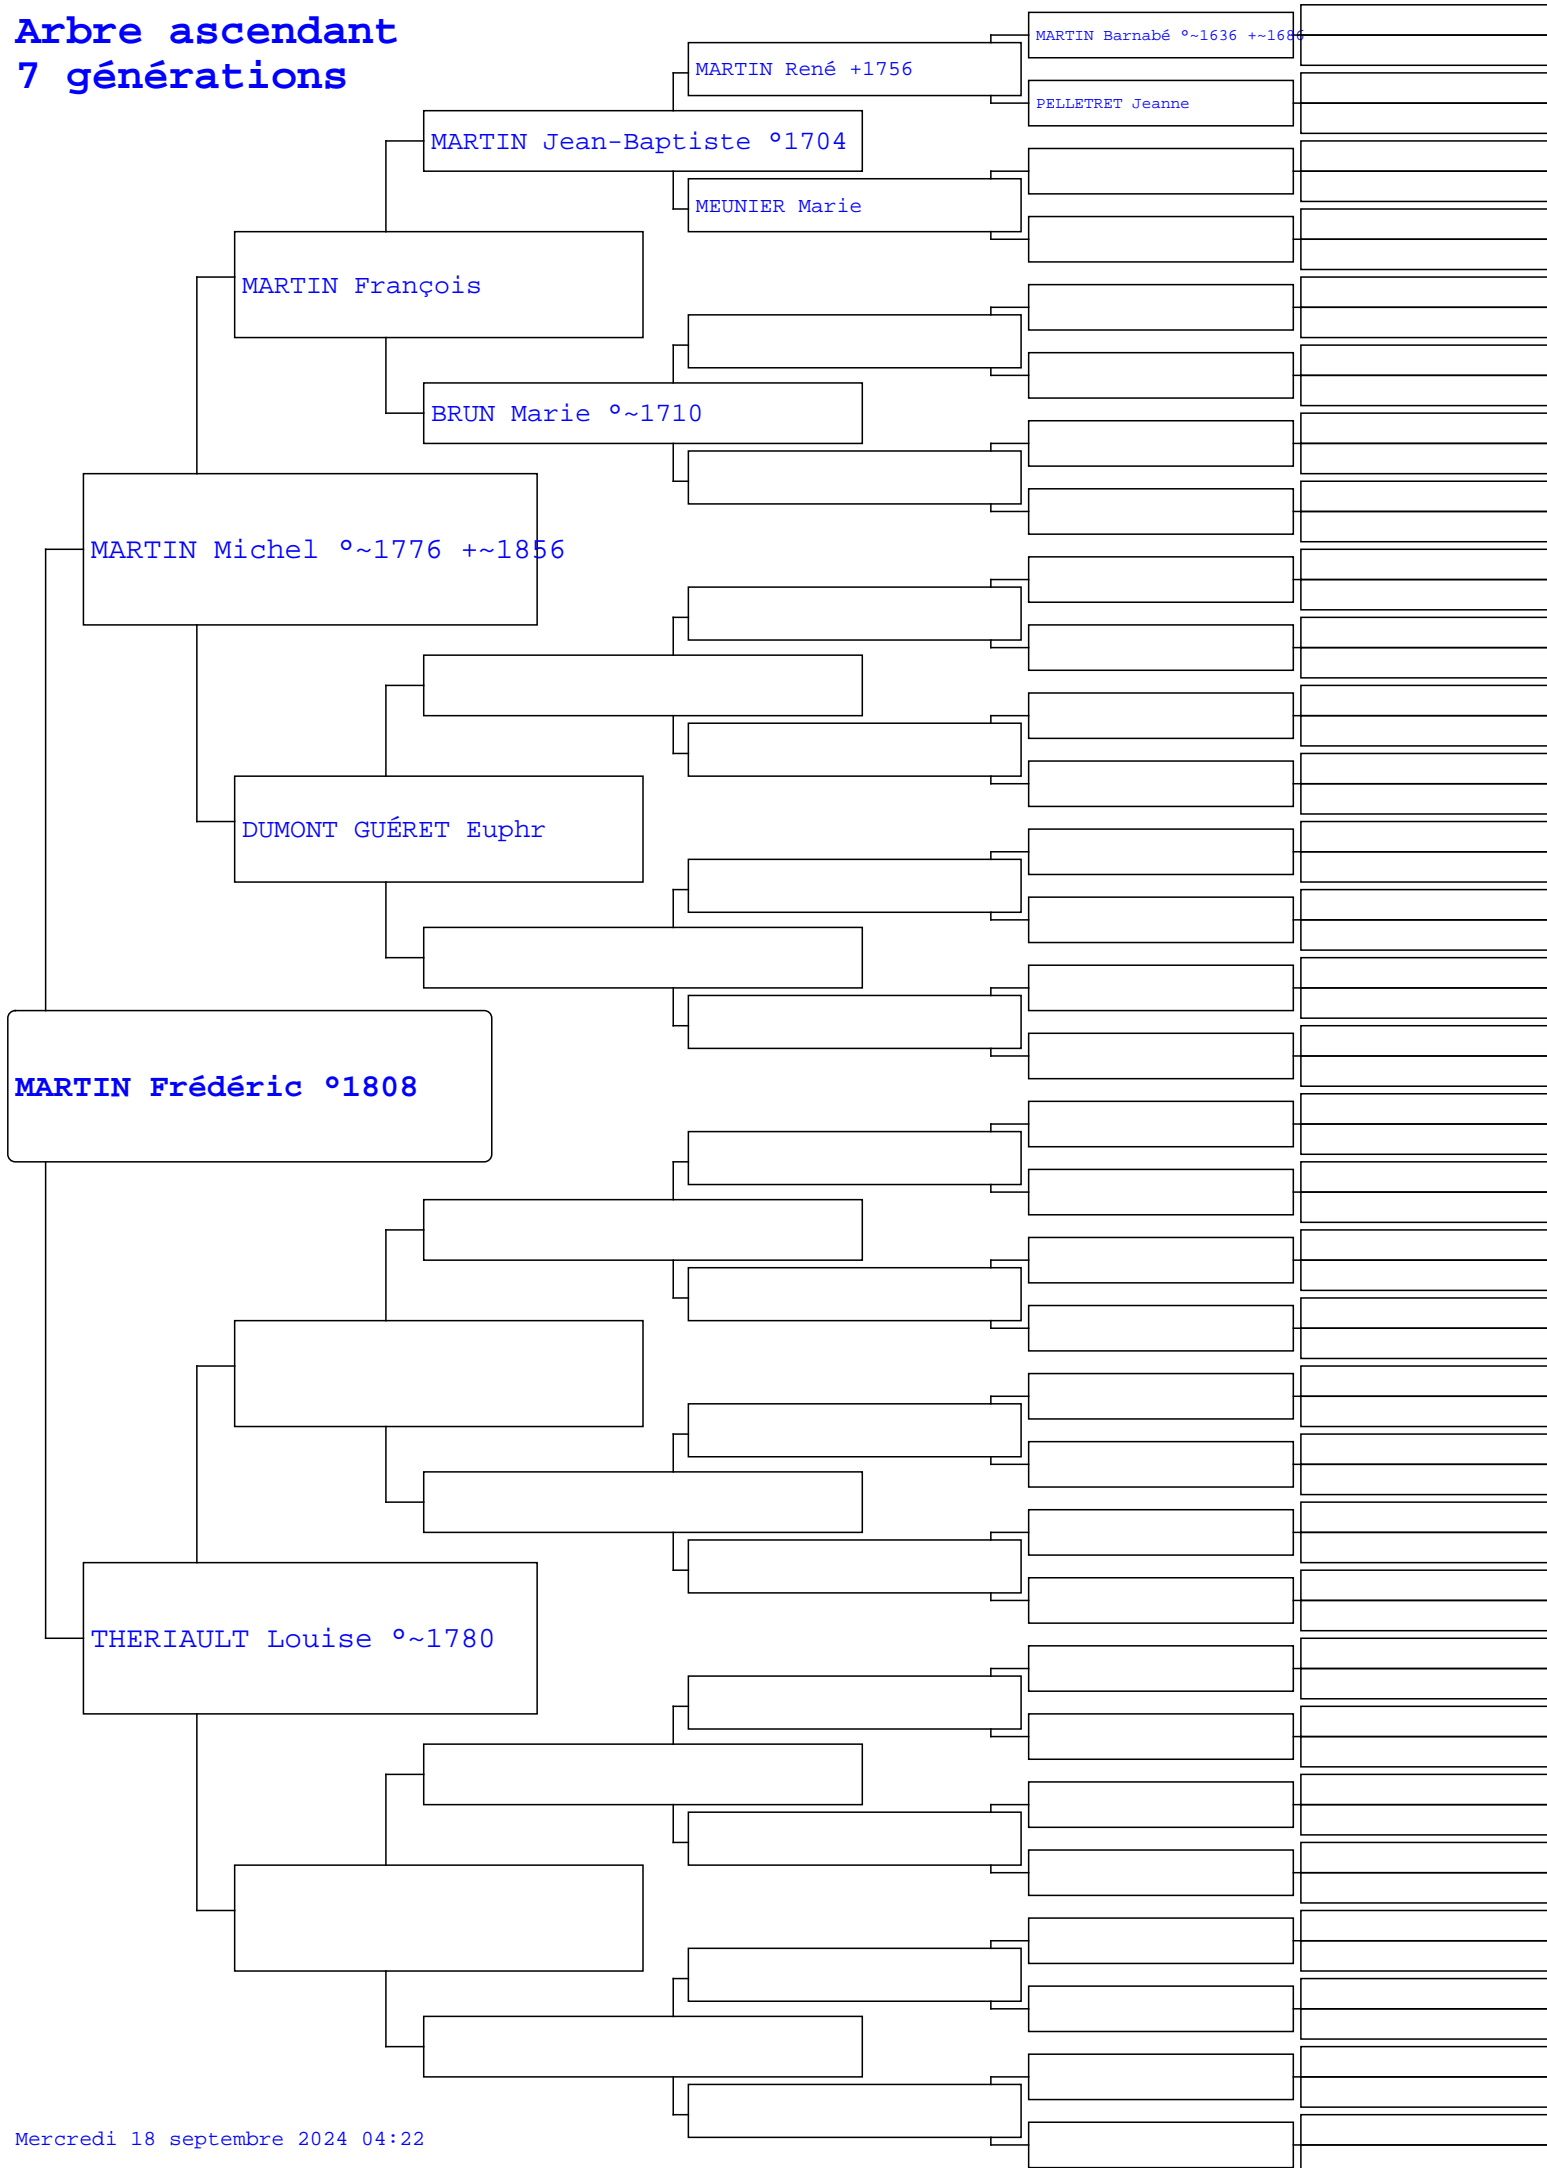 Arbre ascendant
7 générations
MARTIN Barnabé °~1636 +~1686
MARTIN René +1756
PELLETRET Jeanne
MARTIN Jean-Baptiste °1704
MEUNIER Marie
MARTIN François
BRUN Marie °~1710
MARTIN Michel °~1776 +~1856
DUMONT GUÉRET Euphr
MARTIN Frédéric °1808
THERIAULT Louise °~1780
Mercredi 18 septembre 2024 04:22